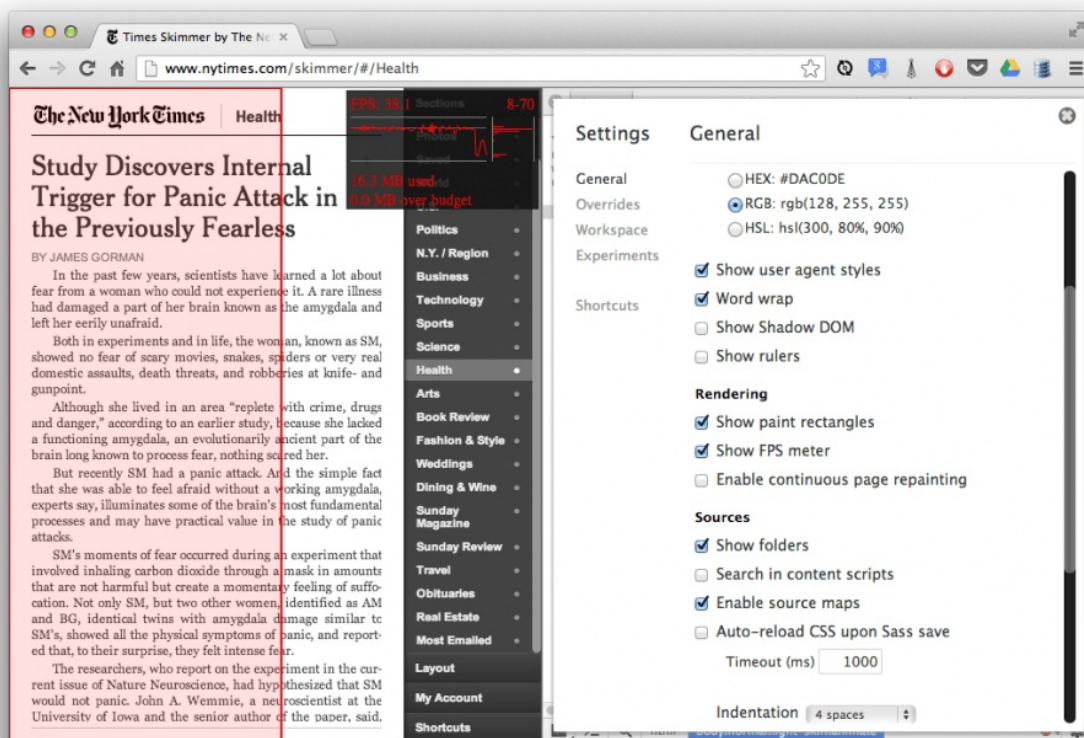 Times Skimmer by The Ne
www.nytimes.com/skimmer/#/Health
The New York Times
Health
Study Discovers Internal
Trigger for Panic Attack in
the Previously Fearless
BY JAMES GORMAN
In the past few years, scientists have learned a lot about
fear from a woman who could not experience it. A rare illness
had damaged a part of her brain known as the amygdala and
left her eerily unafraid.
Both in experiments and in life, the woman, known as SM,
showed no fear of scary movies, snakes, spiders or very real
domestic assaults, death threats, and robberies at knife- and
gunpoint.
Although she lived in an area “replete with crime, drugs
and danger,” according to an earlier study, because she lacked
a functioning amygdala, an evolutionarily ancient part of the
brain long known to process fear, nothing scared her.
But recently SM had a panic attack. And the simple fact
that she was able to feel afraid without a working amygdala,
experts say, illuminates some of the brain’s most fundamental
processes and may have practical value in the study of panic
attacks.
SM’s moments of fear occurred during an experiment that
involved inhaling carbon dioxide through a mask in amounts
that are not harmful but create a momentary feeling of suffo-
cation. Not only SM, but two other women, identified as AM
and BG, identical twins with amygdala damage similar to
SM’s, showed all the physical symptoms of panic, and report-
ed that, to their surprise, they felt intense fear.
The researchers, who report on the experiment in the cur-
rent issue of Nature Neuroscience, had hypothesized that SM
would not panic. John A. Wemmie, a neuroscientist at the
University of Iowa and the senior author of the paper, said,
FPS: 38.1
8-70
16.3 MB used
0.0 MB over budget
Sections
Photos
Saved
World
U.S.
Politics
N.Y. / Region
Business
Technology
Sports
Science
Health
Arts
Book Review
Fashion & Style
Weddings
Dining & Wine
Sunday
Magazine
Sunday Review
Travel
Obituaries
Real Estate
Most Emailed
Layout
My Account
Shortcuts
Settings
General
Overrides
Workspace
Experiments
Shortcuts
General
HEX: #DAC0DE
RGB: rgb(128, 255, 255)
HSL: hsl(300, 80%, 90%)
Show user agent styles
Word wrap
Show Shadow DOM
Show rulers
Rendering
Show paint rectangles
Show FPS meter
Enable continuous page repainting
Sources
Show folders
Search in content scripts
Enable source maps
Auto-reload CSS upon Sass save
Timeout (ms) 1000
Indentation 4 spaces